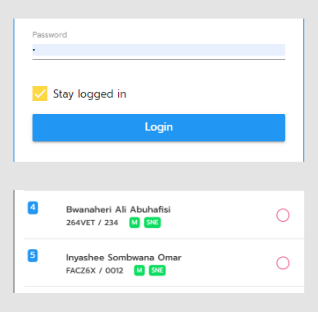 Password
Stay logged in
Login
4
Bwanaheri Ali Abuhafisi
264VET / 234 M SNE
5
Inyashee Sombwana Omar
FACZ6X / 0012 M SNE